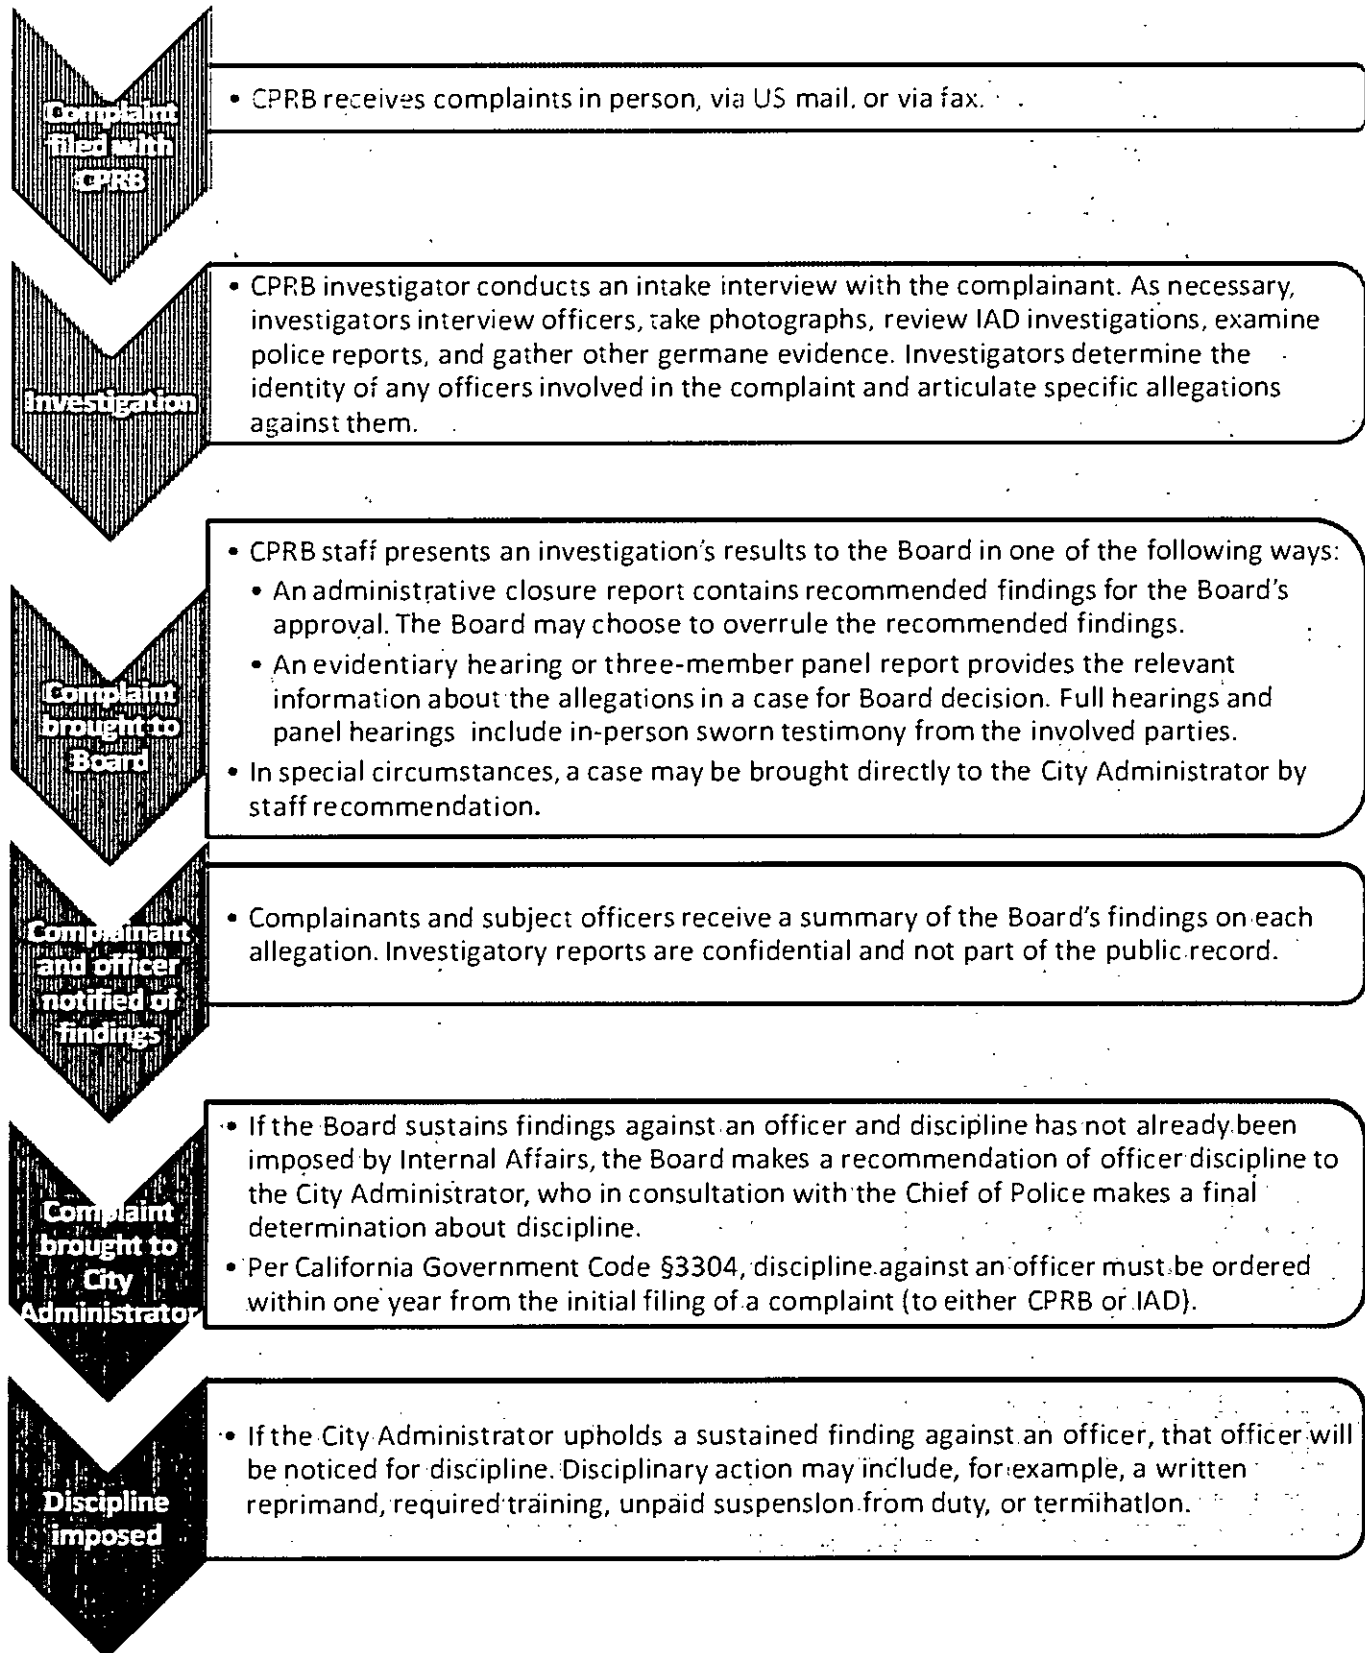 Complaint
filed with
CPRB
• CPRB receives complaints in person, via US mail, or via fax.
Investigation
• CPRB investigator conducts an intake interview with the complainant. As necessary,
investigators interview officers, take photographs, review IAD investigations, examine
police reports, and gather other germane evidence. Investigators determine the
identity of any officers involved in the complaint and articulate specific allegations
against them.
Complaint
brought to
Board
• CPRB staff presents an investigation's results to the Board in one of the following ways:
• An administrative closure report contains recommended findings for the Board's
approval. The Board may choose to overrule the recommended findings.
• An evidentiary hearing or three-member panel report provides the relevant
information about the allegations in a case for Board decision. Full hearings and
panel hearings include in-person sworn testimony from the involved parties.
• In special circumstances, a case may be brought directly to the City Administrator by
staff recommendation.
Complainant
and officer
notified of
findings
• Complainants and subject officers receive a summary of the Board's findings on each
allegation. Investigatory reports are confidential and not part of the public record.
Complaint
brought to
City
Administrator
• If the Board sustains findings against an officer and discipline has not already been
imposed by Internal Affairs, the Board makes a recommendation of officer discipline to
the City Administrator, who in consultation with the Chief of Police makes a final
determination about discipline.
• Per California Government Code §3304, discipline against an officer must be ordered
within one year from the initial filing of a complaint (to either CPRB or IAD).
Discipline
imposed
• If the City Administrator upholds a sustained finding against an officer, that officer will
be noticed for discipline. Disciplinary action may include, for example, a written
reprimand, required training, unpaid suspension from duty, or termination.